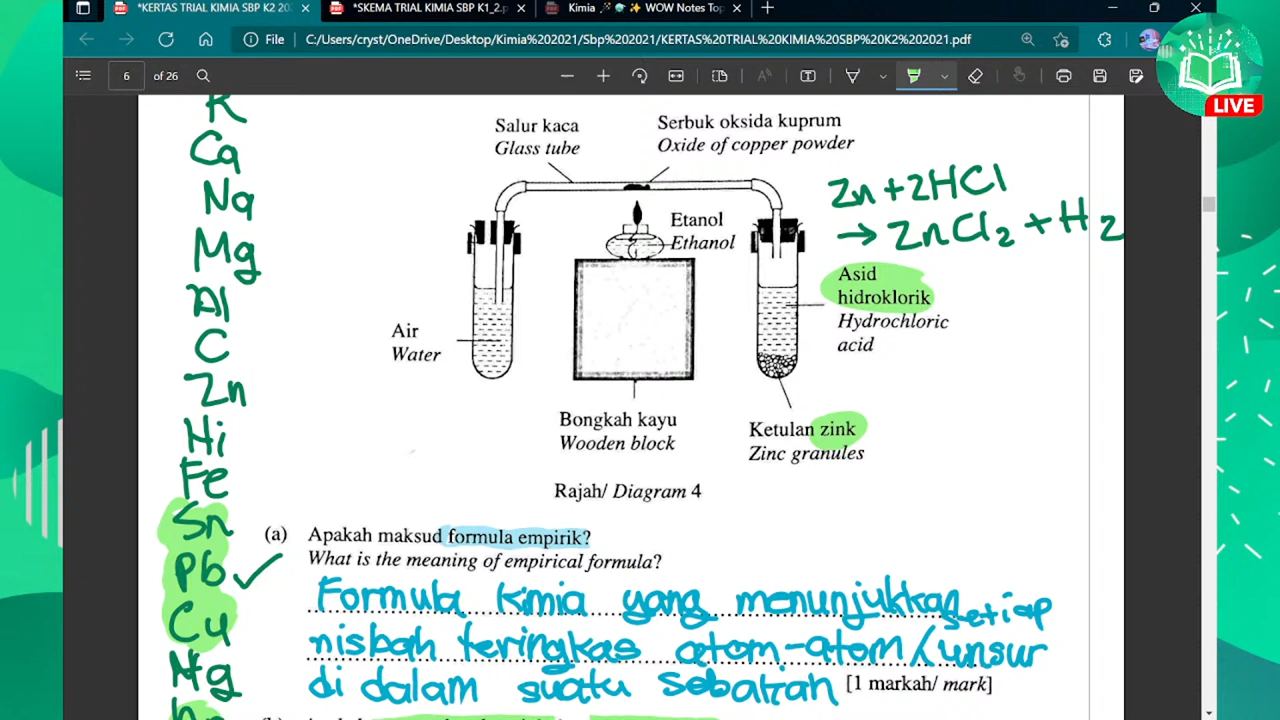 *KERTAS TRIAL KIMIA SBP K2 202
*SKEMA TRIAL KIMIA SBP K1_2.p
Kimia 🪄 🎓 ✨ WOW Notes Top
File C:/Users/cryst/OneDrive/Desktop/Kimia%202021/Sbp%202021/KERTAS%20TRIAL%20KIMIA%20SBP%20K2%202021.pdf
6 of 26
LIVE
K
Ca
Na
Mg
Al
C
Zn
Hi
Fe
Sn
Pb ✓
Cu
Salur kaca
Glass tube
Serbuk oksida kuprum
Oxide of copper powder
Zn + 2HCl
→ ZnCl2 + H2
Etanol
Ethanol
Asid
hidroklorik
Hydrochloric
acid
Air
Water
Bongkah kayu
Wooden block
Ketulan zink
Zinc granules
Rajah/ Diagram 4
(a) Apakah maksud formula empirik?
What is the meaning of empirical formula?
Formula kimia yang menunjukkan setiap
nisbah teringkas atom-atom / unsur
di dalam suatu sebatian
[1 markah/ mark]